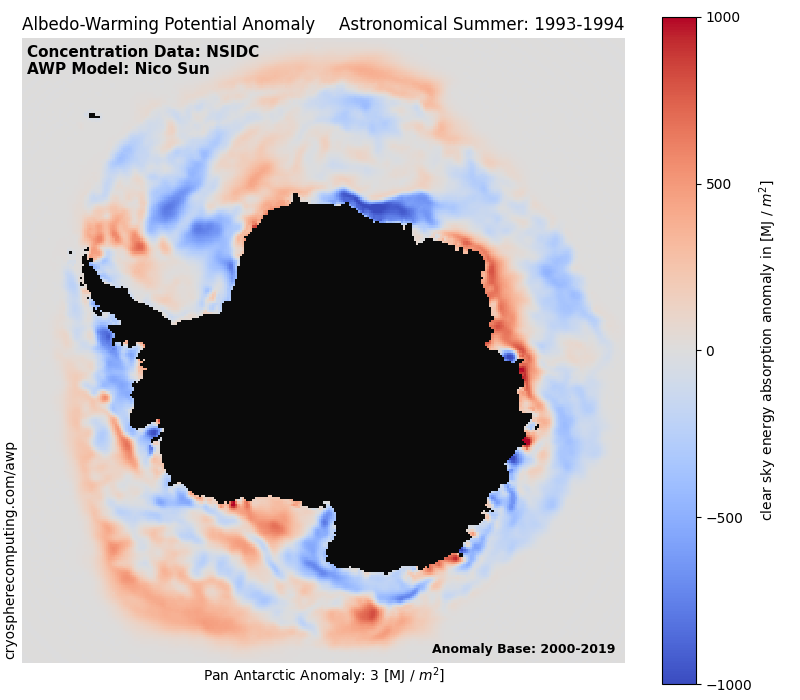 Albedo-Warming Potential Anomaly Astronomical Summer: 1993-1994
Concentration Data: NSIDC
AWP Model: Nico Sun
cryospherecomputing.com/awp
Anomaly Base: 2000-2019
Pan Antarctic Anomaly: 3 [MJ / m²]
1000
500
0
−500
−1000
clear sky energy absorption anomaly in [MJ / m²]